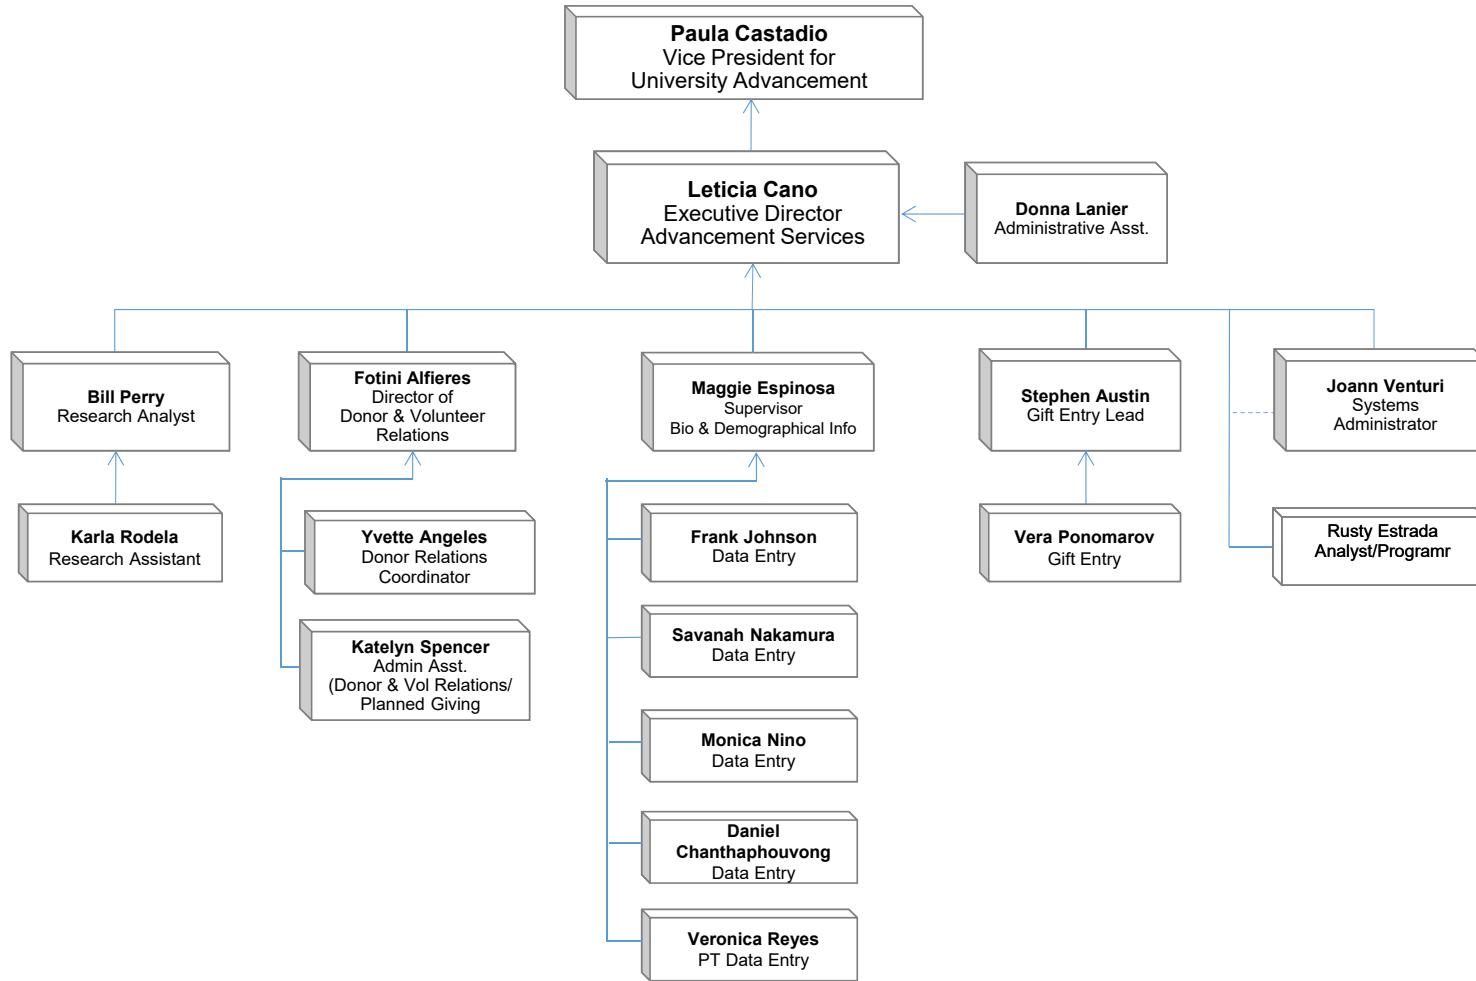 Paula Castadio
Vice President for
University Advancement
Leticia Cano
Executive Director
Advancement Services
Donna Lanier
Administrative Asst.
Bill Perry
Research Analyst
Fotini Alfieres
Director of
Donor & Volunteer
Relations
Maggie Espinosa
Supervisor
Bio & Demographical Info
Stephen Austin
Gift Entry Lead
Joann Venturi
Systems
Administrator
Karla Rodela
Research Assistant
Yvette Angeles
Donor Relations
Coordinator
Katelyn Spencer
Admin Asst.
(Donor & Vol Relations/
Planned Giving
Frank Johnson
Data Entry
Savanah Nakamura
Data Entry
Monica Nino
Data Entry
Daniel
Chanthaphouvong
Data Entry
Veronica Reyes
PT Data Entry
Vera Ponomarov
Gift Entry
Rusty Estrada
Analyst/Programr